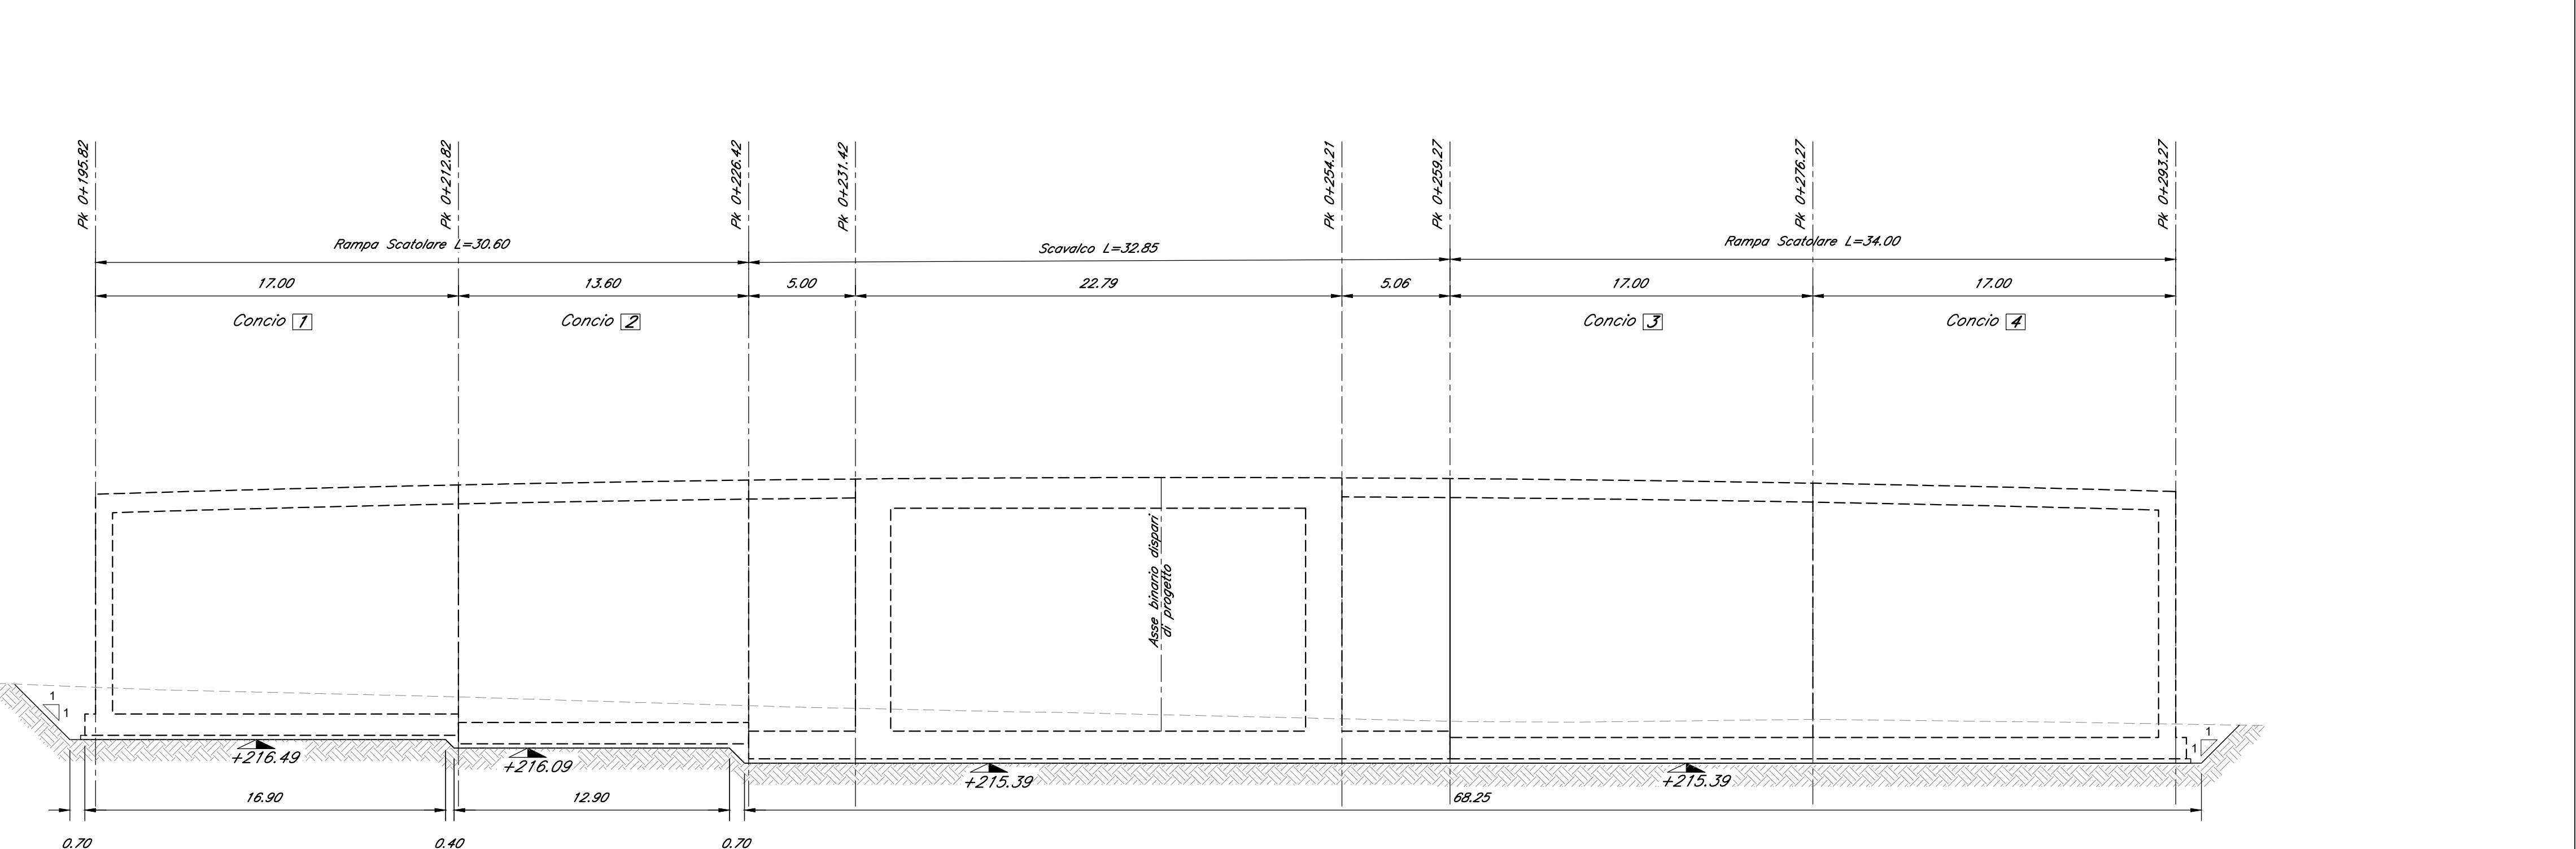 Pk 0+195.82
Pk 0+212.82
Pk 0+226.42
Pk 0+231.42
Pk 0+254.21
Pk 0+259.27
Pk 0+276.27
Pk 0+293.27
Rampa Scatolare L=30.60
Scavalco L=32.85
Rampa Scatolare L=34.00
17.00
13.60
5.00
22.79
5.06
17.00
17.00
Concio 1
Concio 2
Concio 3
Concio 4
Asse binario dispari
di progetto
1
1
1
1
+216.49
+216.09
+215.39
+215.39
16.90
12.90
68.25
0.70
0.40
0.70